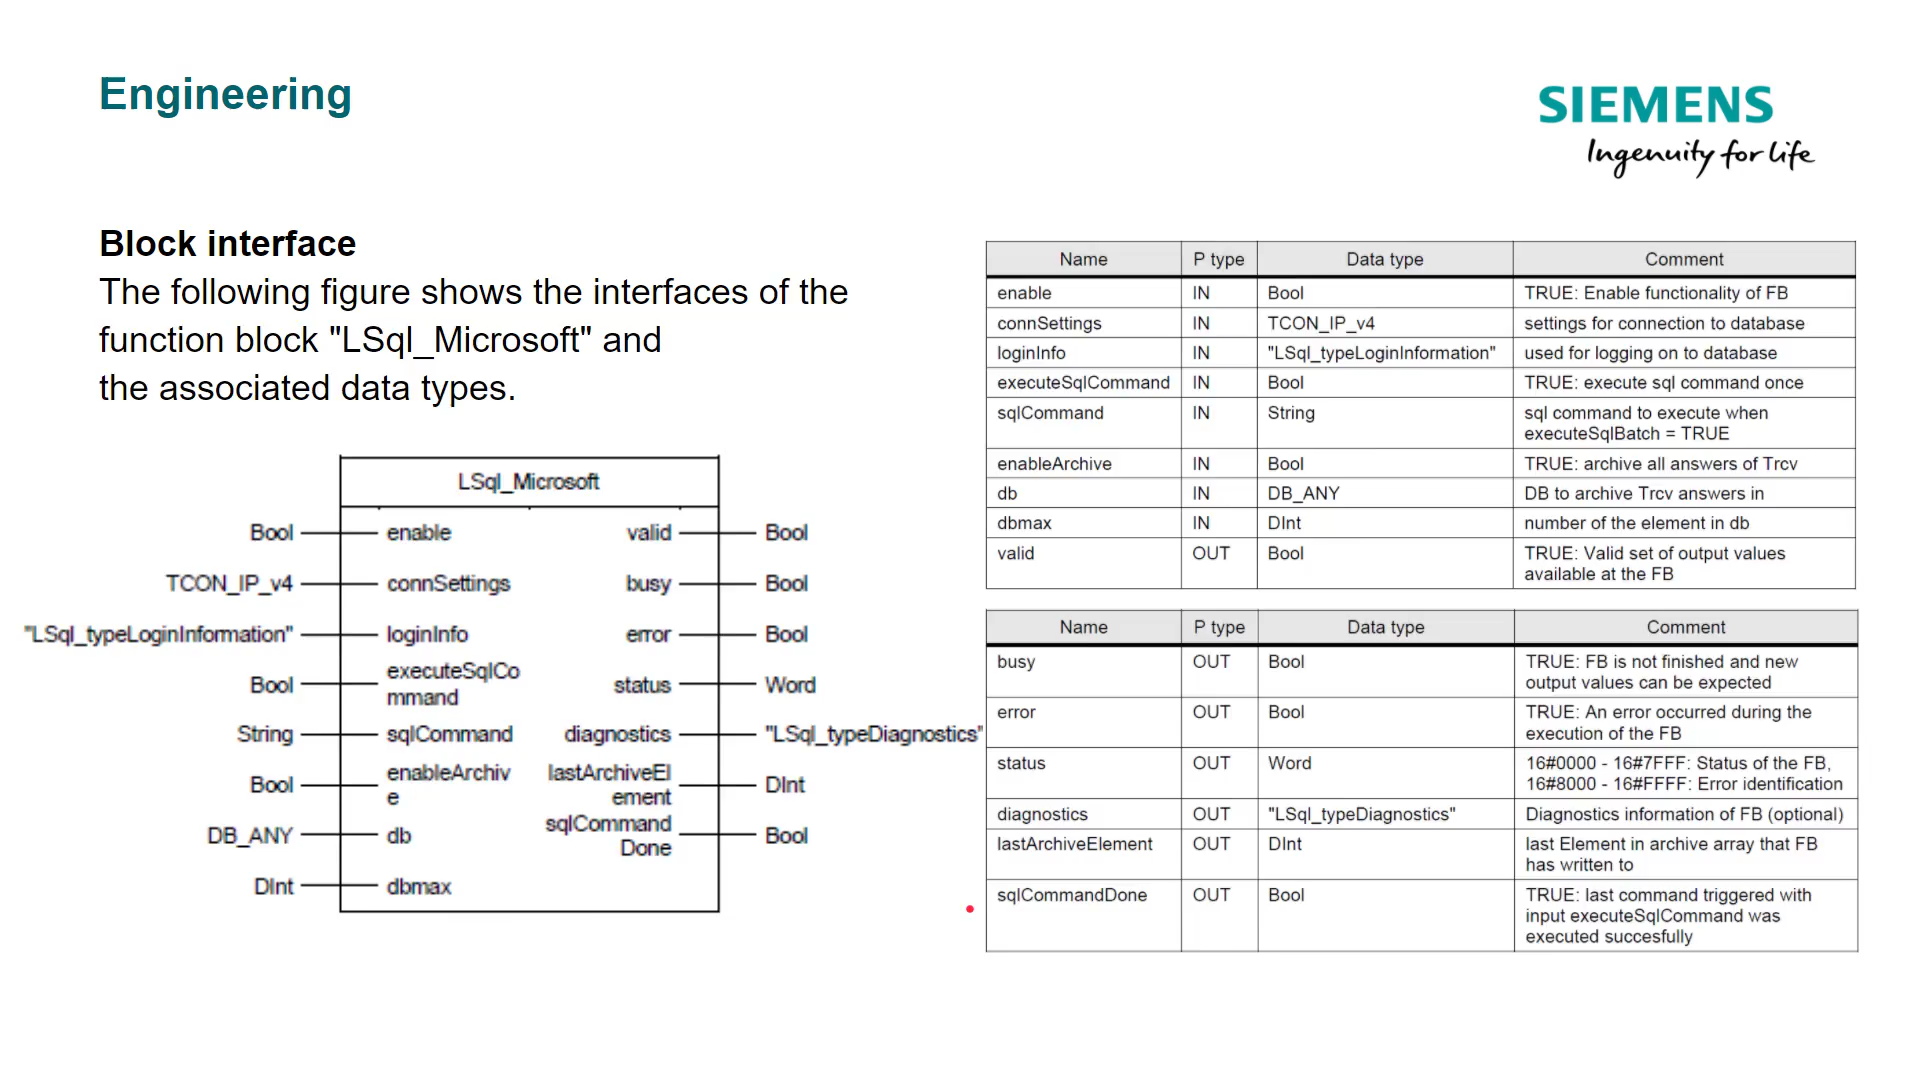 Engineering
SIEMENS
Ingenuity for life
Block interface
The following figure shows the interfaces of the
function block "LSql_Microsoft" and
the associated data types.
LSql_Microsoft
Bool enable valid Bool
TCON_IP_v4 connSettings busy Bool
"LSql_typeLoginInformation" loginInfo error Bool
executeSqlCo
Bool mmand status Word
String sqlCommand diagnostics "LSql_typeDiagnostics"
enableArchiv lastArchiveEl
Bool e ement DInt
DB_ANY db sqlCommand Done Bool
DInt dbmax
Name P type Data type Comment
enable IN Bool TRUE: Enable functionality of FB
connSettings IN TCON_IP_v4 settings for connection to database
loginInfo IN "LSql_typeLoginInformation" used for logging on to database
executeSqlCommand IN Bool TRUE: execute sql command once
sqlCommand IN String sql command to execute when
executeSqlBatch = TRUE
enableArchive IN Bool TRUE: archive all answers of Trcv
db IN DB_ANY DB to archive Trcv answers in
dbmax IN DInt number of the element in db
valid OUT Bool TRUE: Valid set of output values
available at the FB
Name P type Data type Comment
busy OUT Bool TRUE: FB is not finished and new
output values can be expected
error OUT Bool TRUE: An error occurred during the
execution of the FB
status OUT Word 16#0000 - 16#7FFF: Status of the FB,
16#8000 - 16#FFFF: Error identification
diagnostics OUT "LSql_typeDiagnostics" Diagnostics information of FB (optional)
lastArchiveElement OUT DInt last Element in archive array that FB
has written to
sqlCommandDone OUT Bool TRUE: last command triggered with
input executeSqlCommand was
executed succesfully